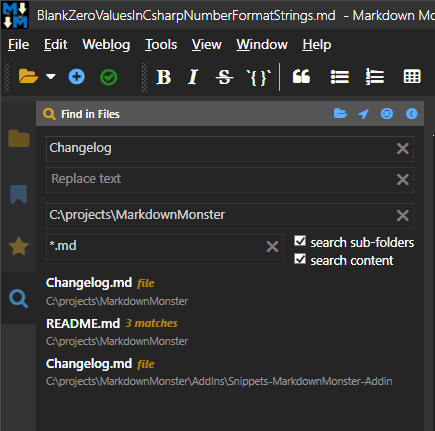 BlankZeroValuesInCsharpNumberFormatStrings.md - Markdown Mo
File Edit Weblog Tools View Window Help
B I S `{}`
Find in Files
Changelog
Replace text
C:\projects\MarkdownMonster
*.md
search sub-folders
search content
Changelog.md file
C:\projects\MarkdownMonster
README.md 3 matches
C:\projects\MarkdownMonster
Changelog.md file
C:\projects\MarkdownMonster\AddIns\Snippets-MarkdownMonster-Addin